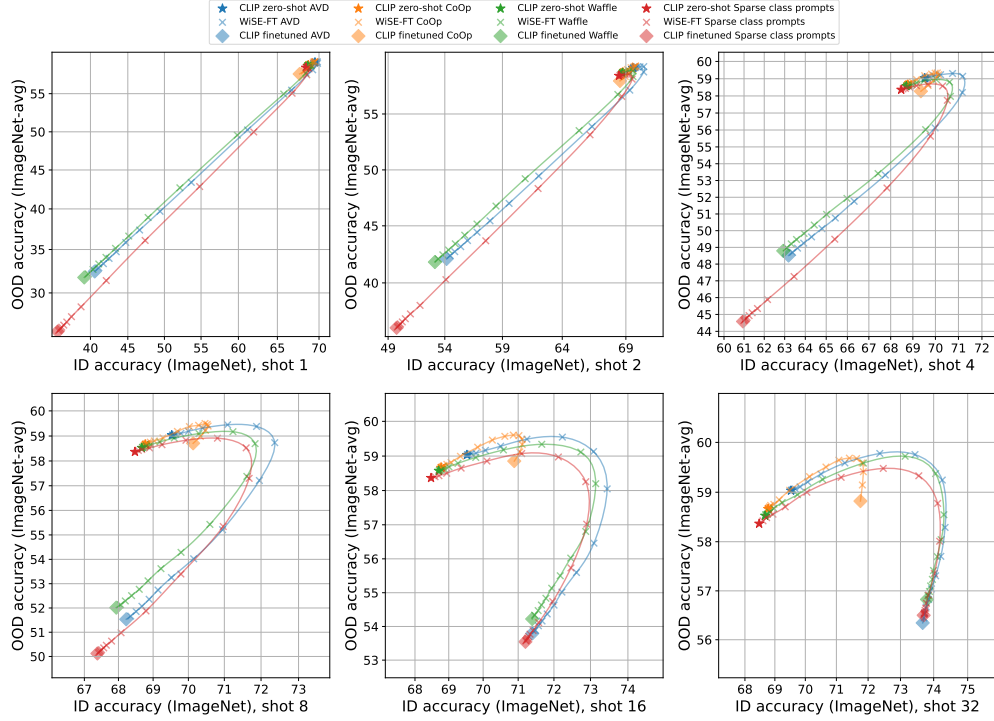 CLIP zero-shot AVD CLIP zero-shot CoOp CLIP zero-shot Waffle CLIP zero-shot Sparse class prompts
WiSE-FT AVD WiSE-FT CoOp WiSE-FT Waffle WiSE-FT Sparse class prompts
CLIP finetuned AVD CLIP finetuned CoOp CLIP finetuned Waffle CLIP finetuned Sparse class prompts
OOD accuracy (ImageNet-avg)
55
50
45
40
35
30
40 45 50 55 60 65 70
ID accuracy (ImageNet), shot 1
OOD accuracy (ImageNet-avg)
55
50
45
40
49 54 59 64 69
ID accuracy (ImageNet), shot 2
OOD accuracy (ImageNet-avg)
60
59
58
57
56
55
54
53
52
51
50
49
48
47
46
45
44
60 61 62 63 64 65 66 67 68 69 70 71 72
ID accuracy (ImageNet), shot 4
OOD accuracy (ImageNet-avg)
60
59
58
57
56
55
54
53
52
51
50
67 68 69 70 71 72 73
ID accuracy (ImageNet), shot 8
OOD accuracy (ImageNet-avg)
60
59
58
57
56
55
54
53
68 69 70 71 72 73 74
ID accuracy (ImageNet), shot 16
OOD accuracy (ImageNet-avg)
60
59
58
57
56
68 69 70 71 72 73 74 75
ID accuracy (ImageNet), shot 32